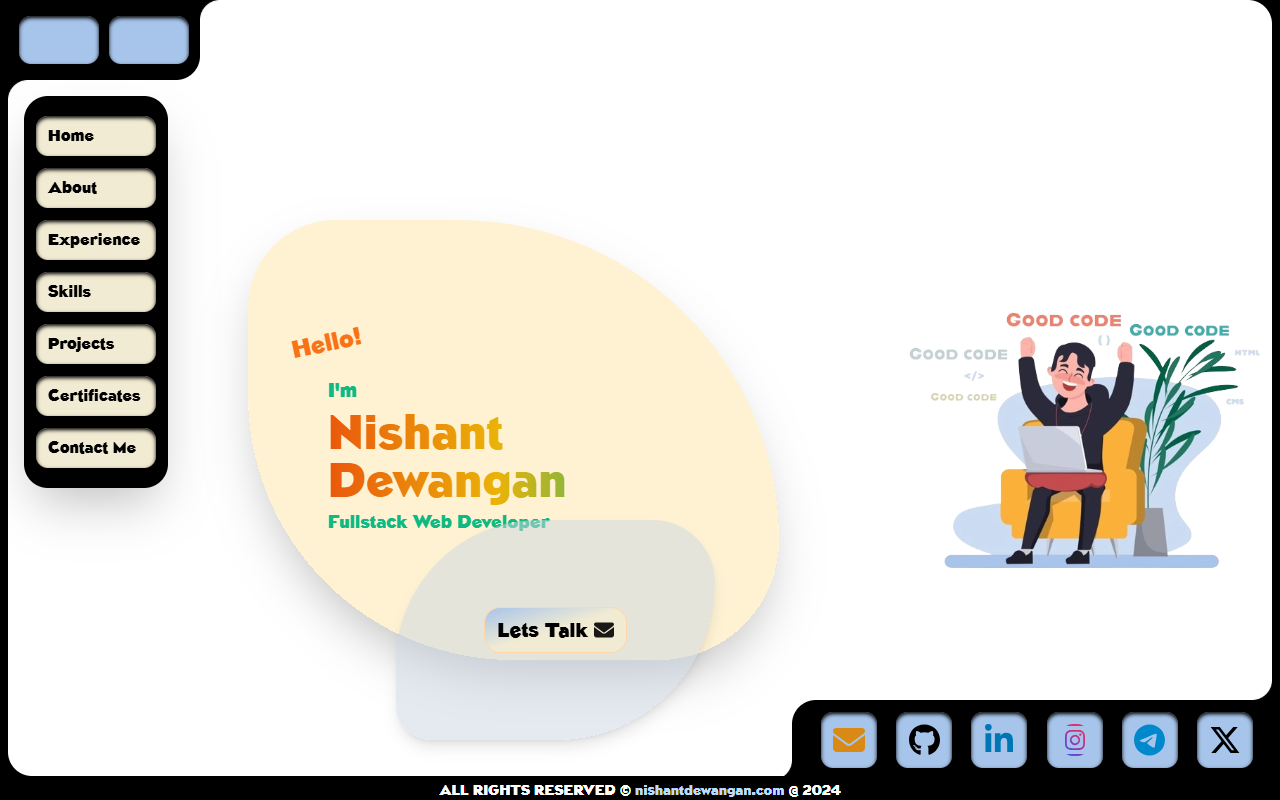 Home
About
Experience
Skills
Projects
Certificates
Contact Me
Hello!
I'm
Nishant
Dewangan
Fullstack Web Developer
Lets Talk
Good code
Good code
Good code
Good code
( )
</>
HTML
CMS
ALL RIGHTS RESERVED © nishantdewangan.com @ 2024